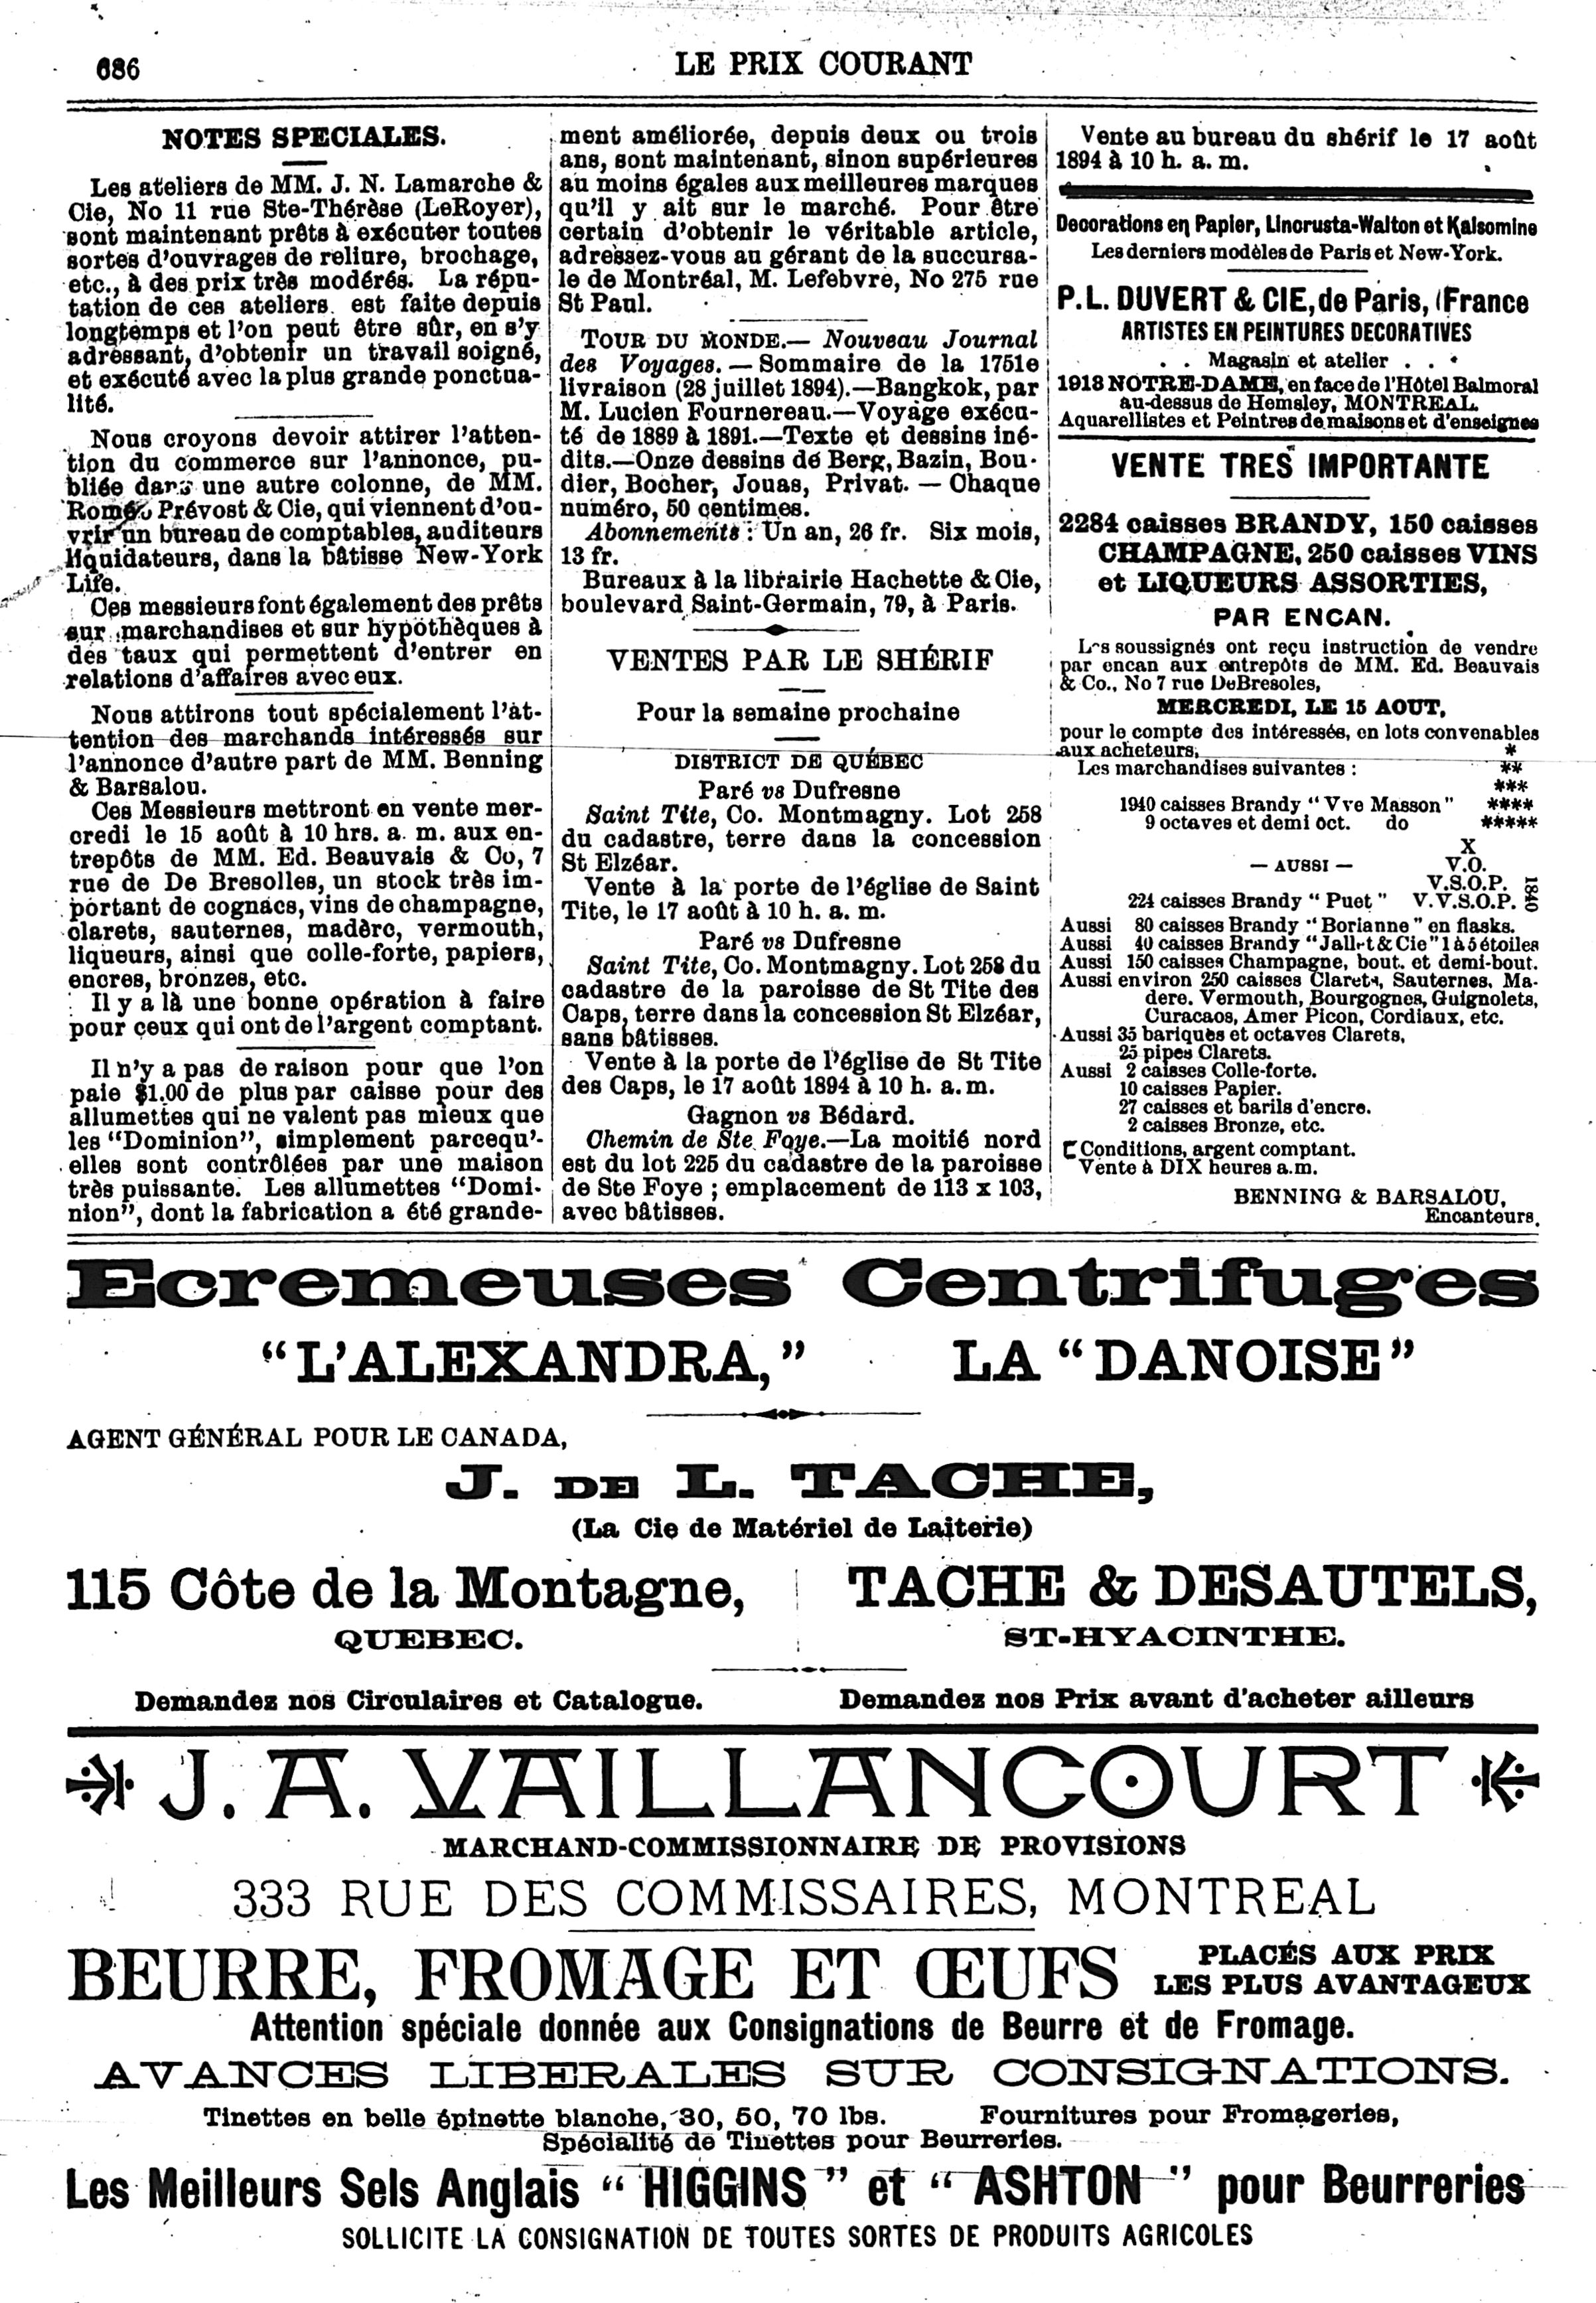 686
LE PRIX COURANT
NOTES SPECIALES.
Les ateliers de MM. J. N. Lamarche &
Cie, No 11 rue Ste-Thérèse (LeRoyer),
sont maintenant prêts à exécuter toutes
sortes d'ouvrages de reliure, brochage,
etc., à des prix très modérés. La répu-
tation de ces ateliers est faite depuis
longtemps et l'on peut être sûr, en s'y
adressant, d'obtenir un travail soigné,
et exécuté avec la plus grande ponctua-
lité.
Nous croyons devoir attirer l'atten-
tion du commerce sur l'annonce, pu-
bliée dans une autre colonne, de MM.
Roméo Prévost & Cie, qui viennent d'ou-
vrir un bureau de comptables, auditeurs
liquidateurs, dans la bâtisse New-York
Life.
Ces messieurs font également des prêts
sur marchandises et sur hypothèques à
des taux qui permettent d'entrer en
relations d'affaires avec eux.
Nous attirons tout spécialement l'at-
tention des marchands intéressés sur
l'annonce d'autre part de MM. Benning
& Barsalou.
Ces Messieurs mettront en vente mer-
credi le 15 août à 10 hrs. a. m. aux en-
trepôts de MM. Ed. Beauvais & Co, 7
rue de De Bresolles, un stock très im-
portant de cognacs, vins de champagne,
clarets, sauternes, madère, vermouth,
liqueurs, ainsi que colle-forte, papiers,
encres, bronzes, etc.
Il y a là une bonne opération à faire
pour ceux qui ont de l'argent comptant.
Il n'y a pas de raison pour que l'on
paie $1.00 de plus par caisse pour des
allumettes qui ne valent pas mieux que
les "Dominion", simplement parcequ'-
elles sont contrôlées par une maison
très puissante. Les allumettes "Domi-
nion", dont la fabrication a été grande-
ment améliorée, depuis deux ou trois
ans, sont maintenant, sinon supérieures
au moins égales aux meilleures marques
qu'il y ait sur le marché. Pour être
certain d'obtenir le véritable article,
adressez-vous au gérant de la succursa-
le de Montréal, M. Lefebvre, No 275 rue
St Paul.
TOUR DU MONDE.— Nouveau Journal
des Voyages. — Sommaire de la 1751e
livraison (28 juillet 1894).—Bangkok, par
M. Lucien Fournereau.—Voyage exécu-
té de 1889 à 1891.—Texte et dessins iné-
dits.—Onze dessins de Berg, Bazin, Bou-
dier, Bocher, Jouas, Privat. — Chaque
numéro, 50 centimes.
Abonnements : Un an, 26 fr. Six mois,
13 fr.
Bureaux à la librairie Hachette & Cie,
boulevard Saint-Germain, 79, à Paris.
VENTES PAR LE SHÉRIF
Pour la semaine prochaine
DISTRICT DE QUÉBEC
Paré vs Dufresne
Saint Tite, Co. Montmagny. Lot 258
du cadastre, terre dans la concession
St Elzéar.
Vente à la porte de l'église de Saint
Tite, le 17 août à 10 h. a. m.
Paré vs Dufresne
Saint Tite, Co. Montmagny. Lot 258 du
cadastre de la paroisse de St Tite des
Caps, terre dans la concession St Elzéar,
sans bâtisses.
Vente à la porte de l'église de St Tite
des Caps, le 17 août 1894 à 10 h. a.m.
Gagnon vs Bédard.
Chemin de Ste Foye.—La moitié nord
est du lot 225 du cadastre de la paroisse
de Ste Foye ; emplacement de 113 x 103,
avec bâtisses.
Vente au bureau du shérif le 17 août
1894 à 10 h. a. m.
Decorations en Papier, Lincrusta-Walton et Kalsomine
Les derniers modèles de Paris et New-York.
P. L. DUVERT & CIE, de Paris, (France
ARTISTES EN PEINTURES DECORATIVES
. . Magasin et atelier . .
1918 NOTRE-DAME, en face de l'Hôtel Balmoral
au-dessus de Hemsley, MONTREAL.
Aquarellistes et Peintres de maisons et d'enseignes
VENTE TRES IMPORTANTE
2284 caisses BRANDY, 150 caisses
CHAMPAGNE, 250 caisses VINS
et LIQUEURS ASSORTIES,
PAR ENCAN.
Les soussignés ont reçu instruction de vendre
par encan aux entrepôts de MM. Ed. Beauvais
& Co., No 7 rue DeBresoles,
MERCREDI, LE 15 AOUT,
pour le compte des intéressés, en lots convenables
aux acheteurs, *
Les marchandises suivantes : **
***
1940 caisses Brandy "Vve Masson" ****
9 octaves et demi oct. do *****
X
— AUSSI — V.O.
V.S.O.P.
224 caisses Brandy "Puet" V.V.S.O.P. 1840
Aussi 80 caisses Brandy "Borianne" en flasks.
Aussi 40 caisses Brandy "Jallet & Cie" 1 à 5 étoiles
Aussi 150 caisses Champagne, bout. et demi-bout.
Aussi environ 250 caisses Clarets, Sauternes, Ma-
dere, Vermouth, Bourgognes, Guignolets,
Curacaos, Amer Picon, Cordiaux, etc.
Aussi 35 bariques et octaves Clarets,
25 pipes Clarets.
Aussi 2 caisses Colle-forte.
10 caisses Papier.
27 caisses et barils d'encre.
2 caisses Bronze, etc.
Conditions, argent comptant.
Vente à DIX heures a.m.
BENNING & BARSALOU,
Encanteurs.
Ecremeuses Centrifuges
"L'ALEXANDRA," LA "DANOISE"
AGENT GÉNÉRAL POUR LE CANADA,
J. DE L. TACHE,
(La Cie de Matériel de Laiterie)
115 Côte de la Montagne, TACHE & DESAUTELS,
QUEBEC. ST-HYACINTHE.
Demandez nos Circulaires et Catalogue. Demandez nos Prix avant d'acheter ailleurs
J. A. VAILLANCOURT
MARCHAND-COMMISSIONNAIRE DE PROVISIONS
333 RUE DES COMMISSAIRES, MONTREAL
BEURRE, FROMAGE ET ŒUFS PLACÉS AUX PRIX
LES PLUS AVANTAGEUX
Attention spéciale donnée aux Consignations de Beurre et de Fromage.
AVANCES LIBERALES SUR CONSIGNATIONS.
Tinettes en belle épinette blanche, 30, 50, 70 lbs. Fournitures pour Fromageries,
Spécialité de Tinettes pour Beurreries.
Les Meilleurs Sels Anglais "HIGGINS" et "ASHTON" pour Beurreries
SOLLICITE LA CONSIGNATION DE TOUTES SORTES DE PRODUITS AGRICOLES